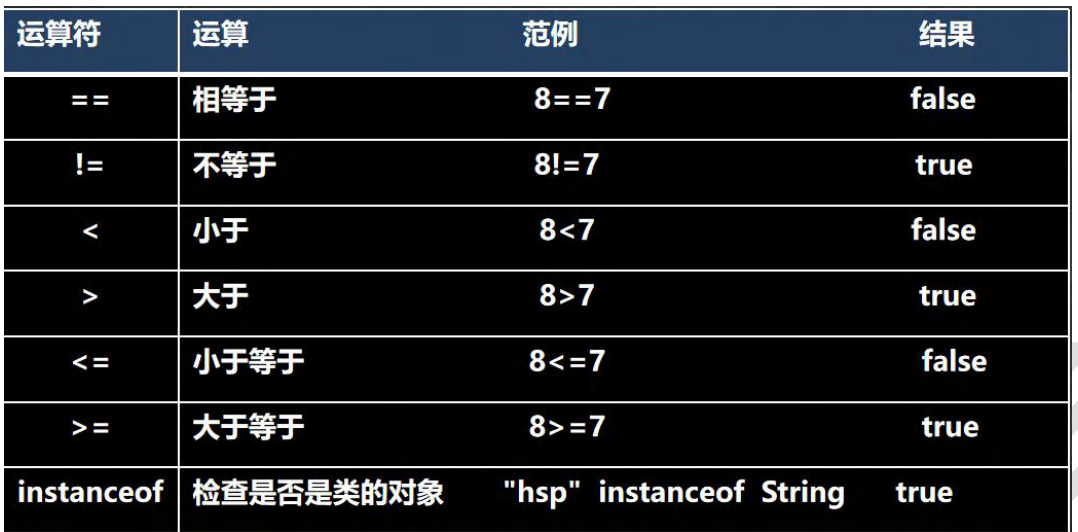 运算符 运算 范例 结果
== 相等于 8==7 false
!= 不等于 8!=7 true
< 小于 8<7 false
> 大于 8>7 true
<= 小于等于 8<=7 false
>= 大于等于 8>=7 true
instanceof 检查是否是类的对象 "hsp" instanceof String true